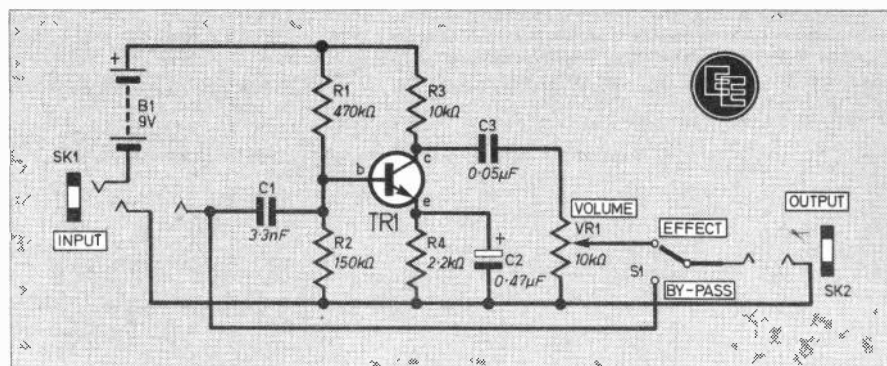 +
B1
9V
SK1
INPUT
C1
3.3nF
R1
470kΩ
R2
150kΩ
R3
10kΩ
b
c
e
TR1
R4
2.2kΩ
+
C2
0.47μF
C3
0.05μF
VOLUME
VR1
10kΩ
EFFECT
S1
BY-PASS
OUTPUT
SK2
EE